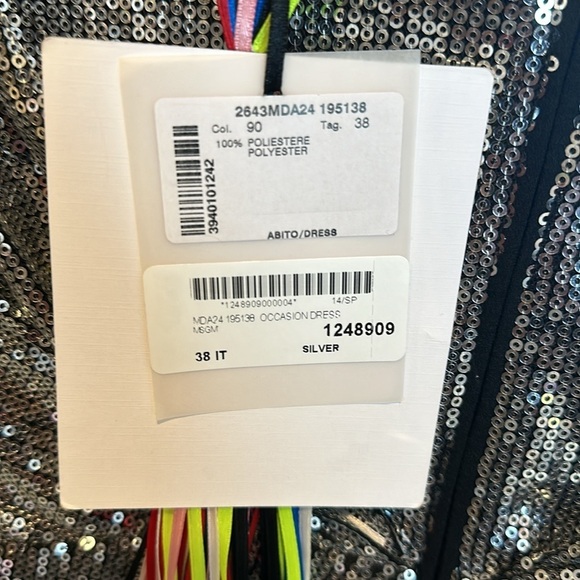 2643MDA24 195138
Col. 90 Tag. 38
100% POLIESTERE
POLYESTER
3940101242
ABITO/DRESS
*1248909000004* 14/SP
MDA24 195138 OCCASION DRESS
MSGM
1248909
38 IT SILVER